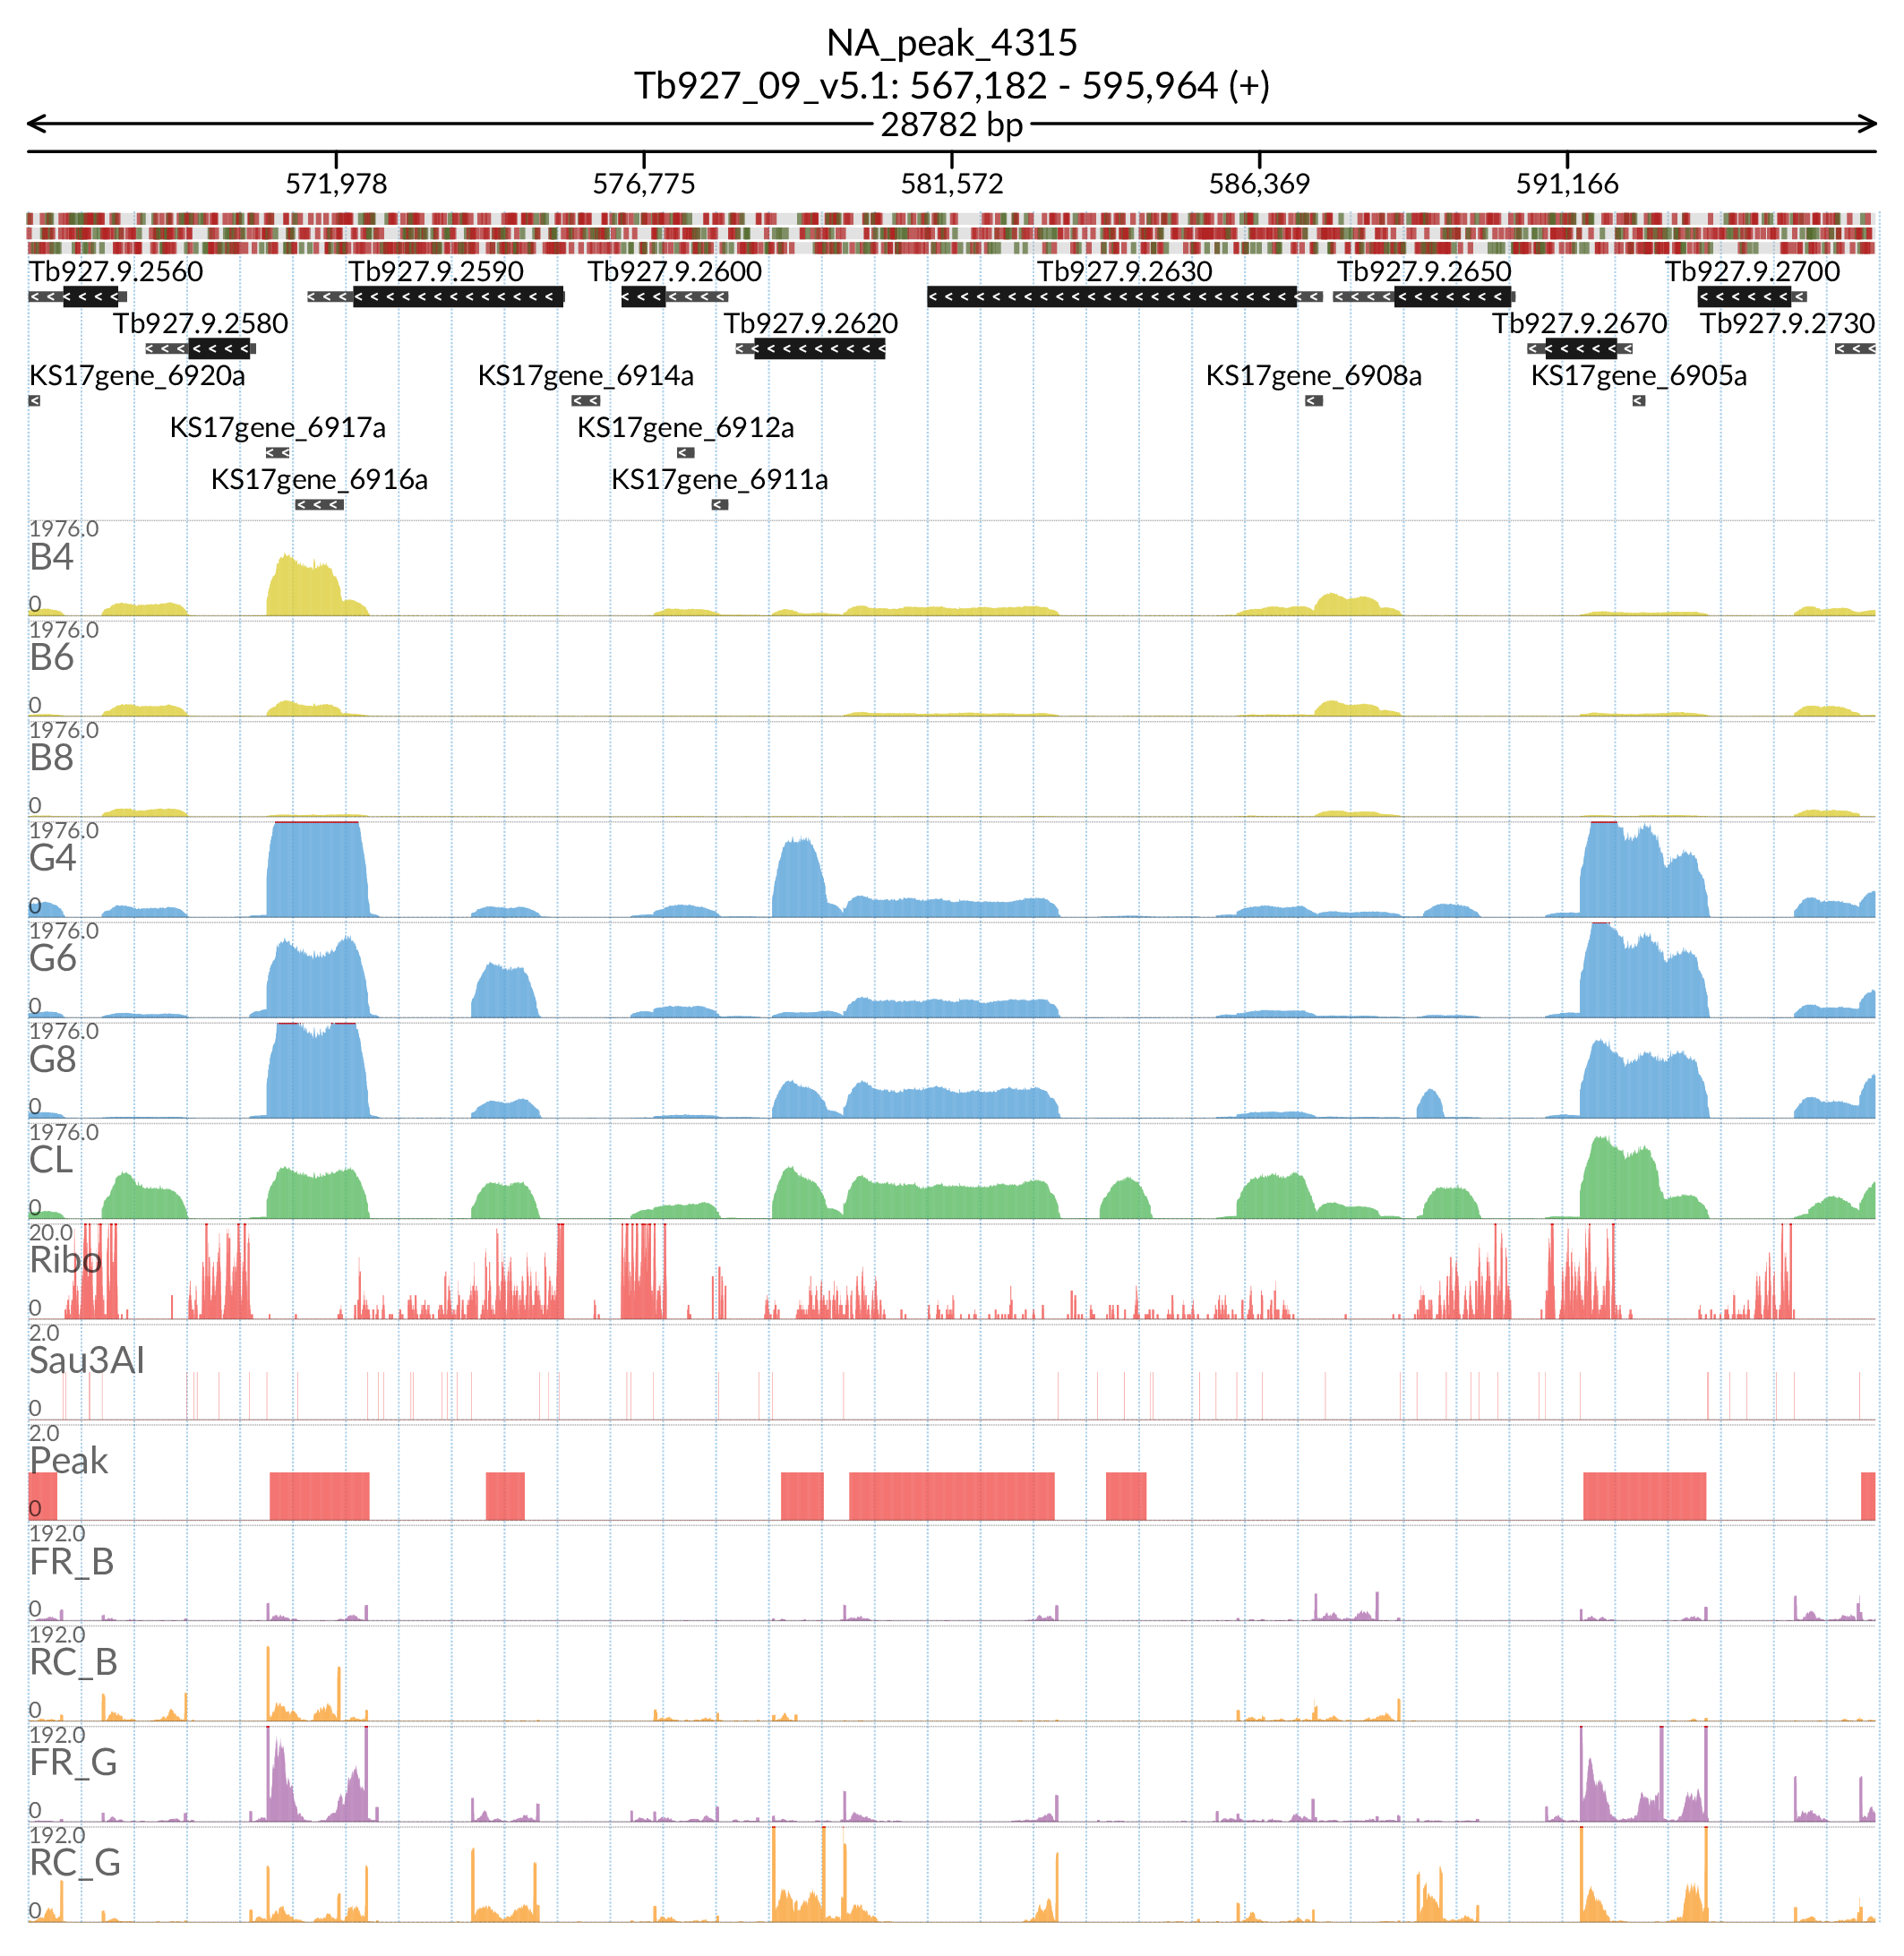 NA_peak_4315
Tb927_09_v5.1: 567,182 - 595,964 (+)
28782 bp
571,978 576,775 581,572 586,369 591,166
Tb927.9.2560 Tb927.9.2590 Tb927.9.2600 Tb927.9.2630 Tb927.9.2650 Tb927.9.2700
Tb927.9.2580 Tb927.9.2620 Tb927.9.2670 Tb927.9.2730
KS17gene_6920a KS17gene_6914a KS17gene_6908a KS17gene_6905a
KS17gene_6917a KS17gene_6912a
KS17gene_6916a KS17gene_6911a
1976.0
B4
0
1976.0
B6
0
1976.0
B8
0
1976.0
G4
0
1976.0
G6
0
1976.0
G8
0
1976.0
CL
0
20.0
Ribo
0
2.0
Sau3AI
0
2.0
Peak
0
192.0
FR_B
0
192.0
RC_B
0
192.0
FR_G
0
192.0
RC_G
0